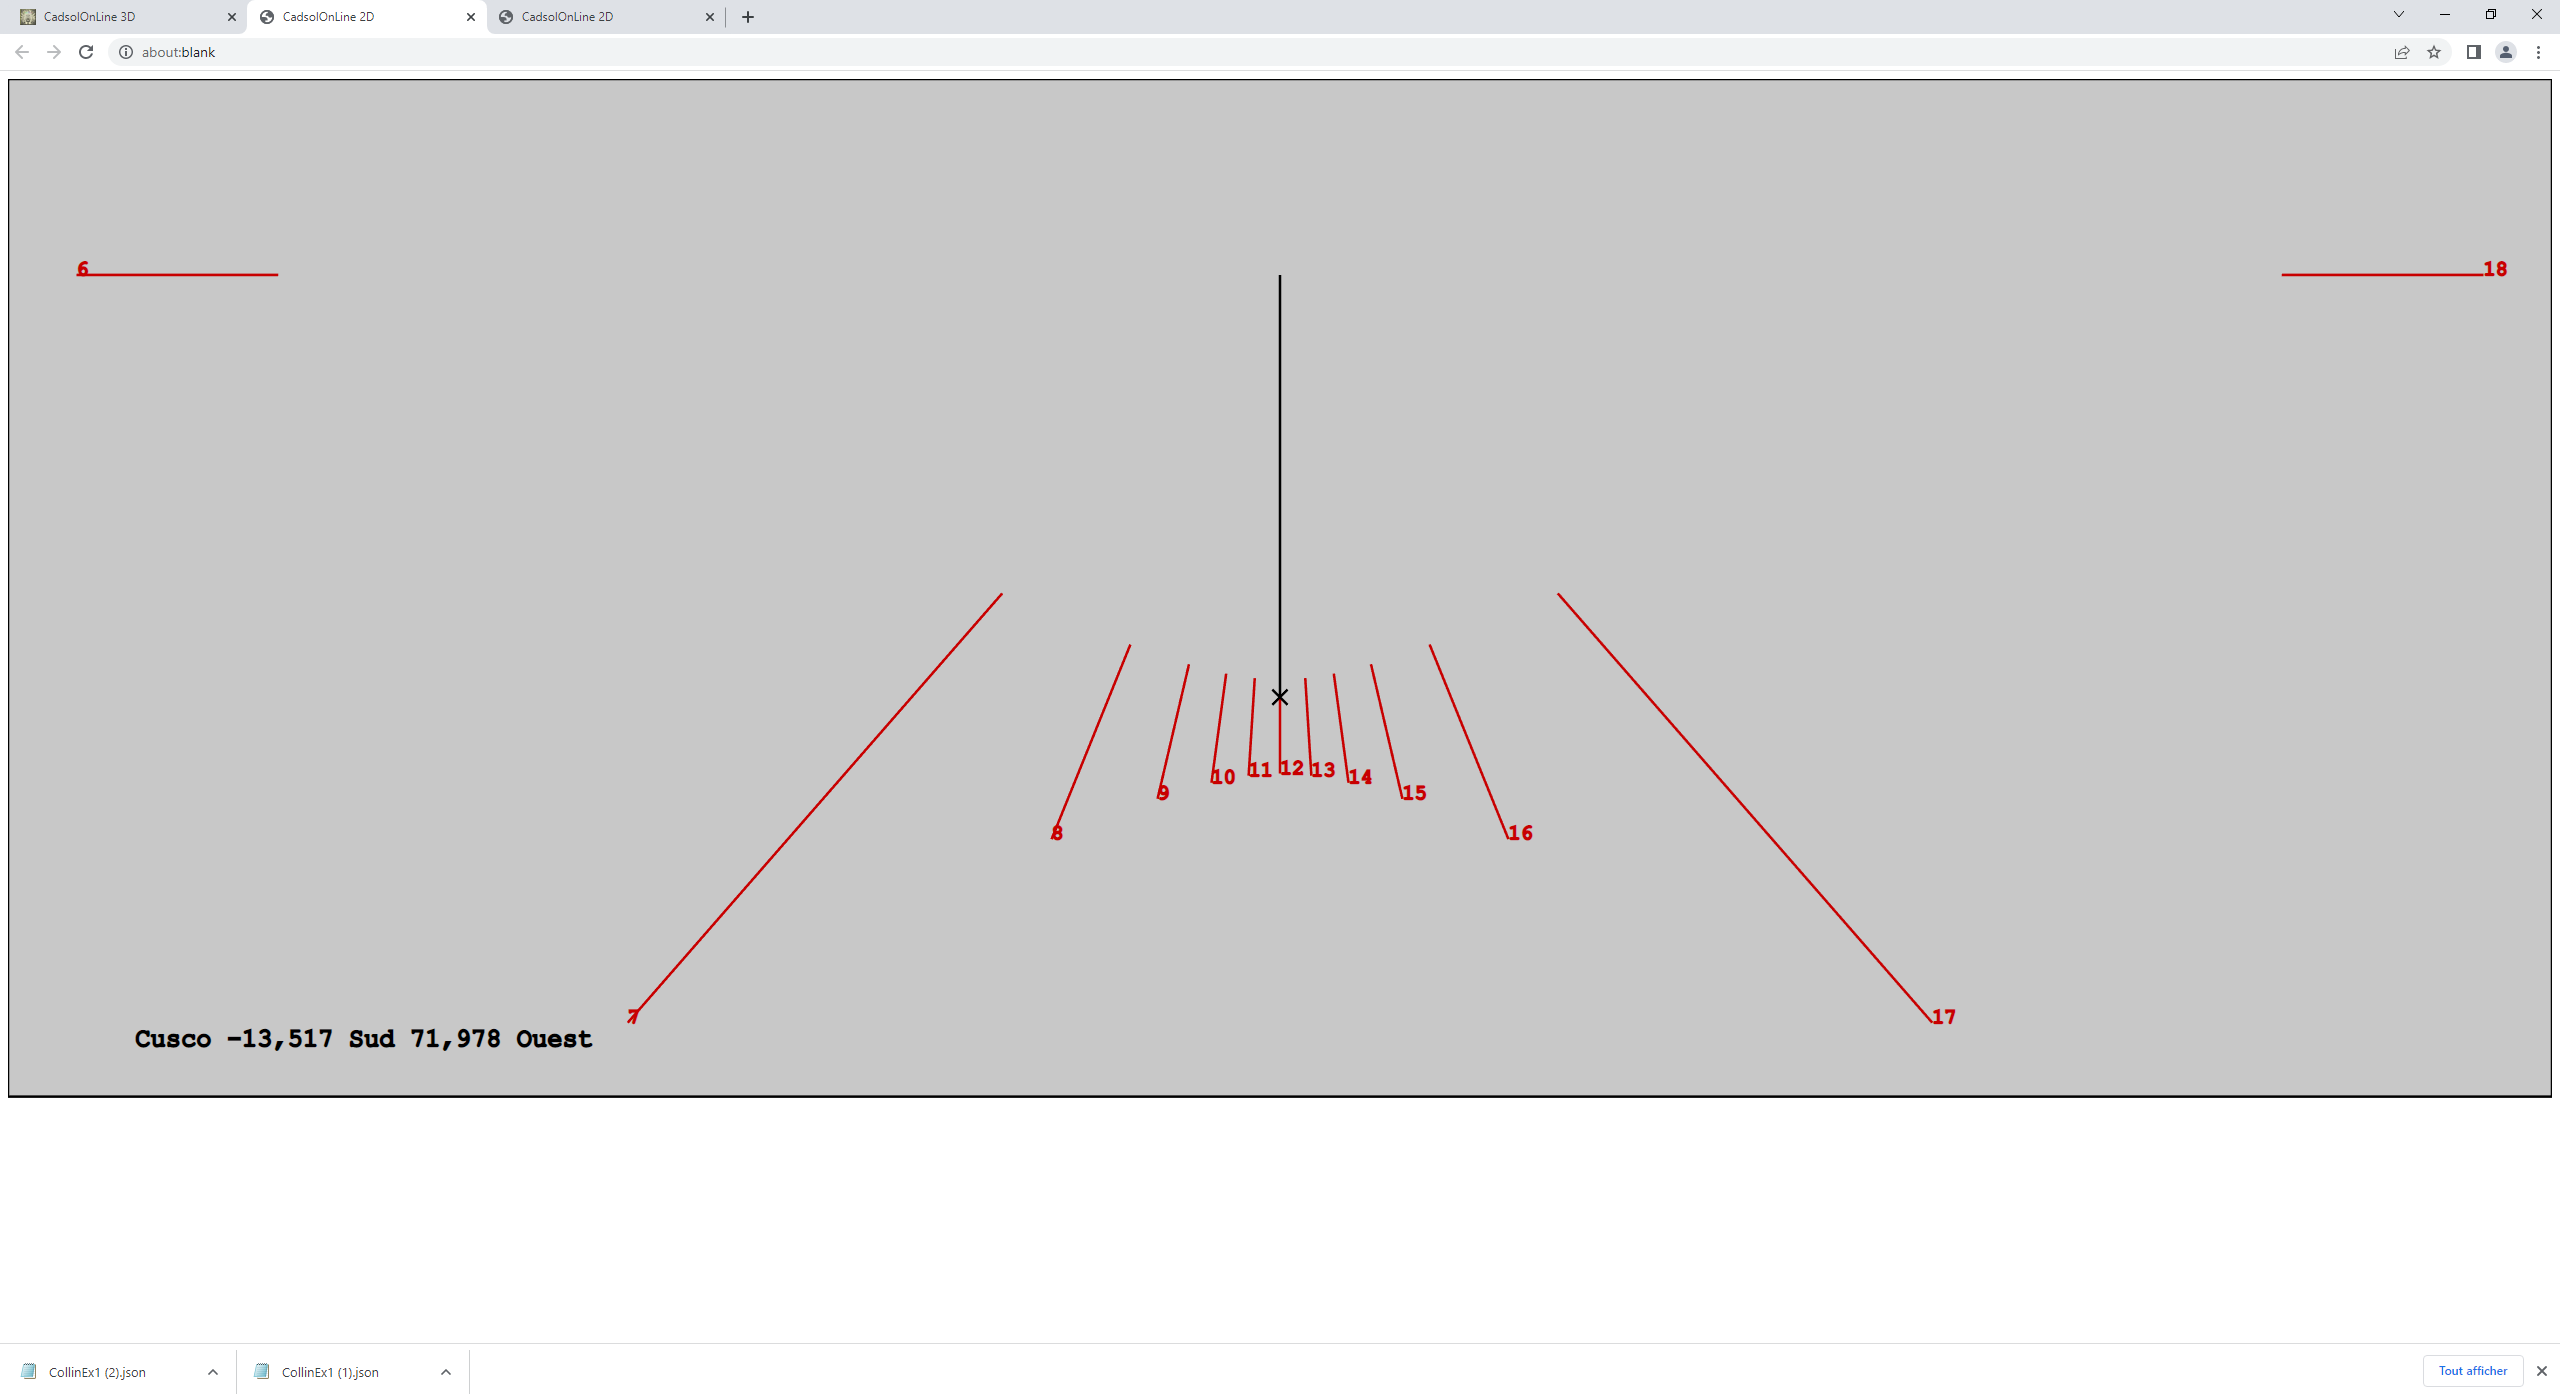 CadsolOnLine 3D
CadsolOnLine 2D
CadsolOnLine 2D
about:blank
6
18
10
11
12
13
14
9
15
8
16
7
17
Cusco -13,517 Sud 71,978 Ouest
CollinEx1 (2).json
CollinEx1 (1).json
Tout afficher